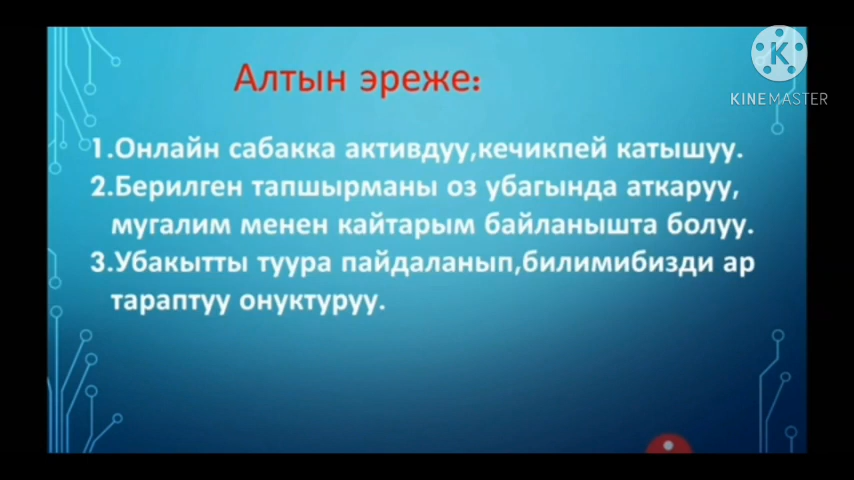 Алтын эреже:
KINEMASTER
1.Онлайн сабакка активдуу,кечикпей катышуу.
2.Берилген тапшырманы оз убагында аткаруу,
мугалим менен кайтарым байланышта болуу.
3.Убакытты туура пайдаланып,билимибизди ар
тараптуу онуктуруу.